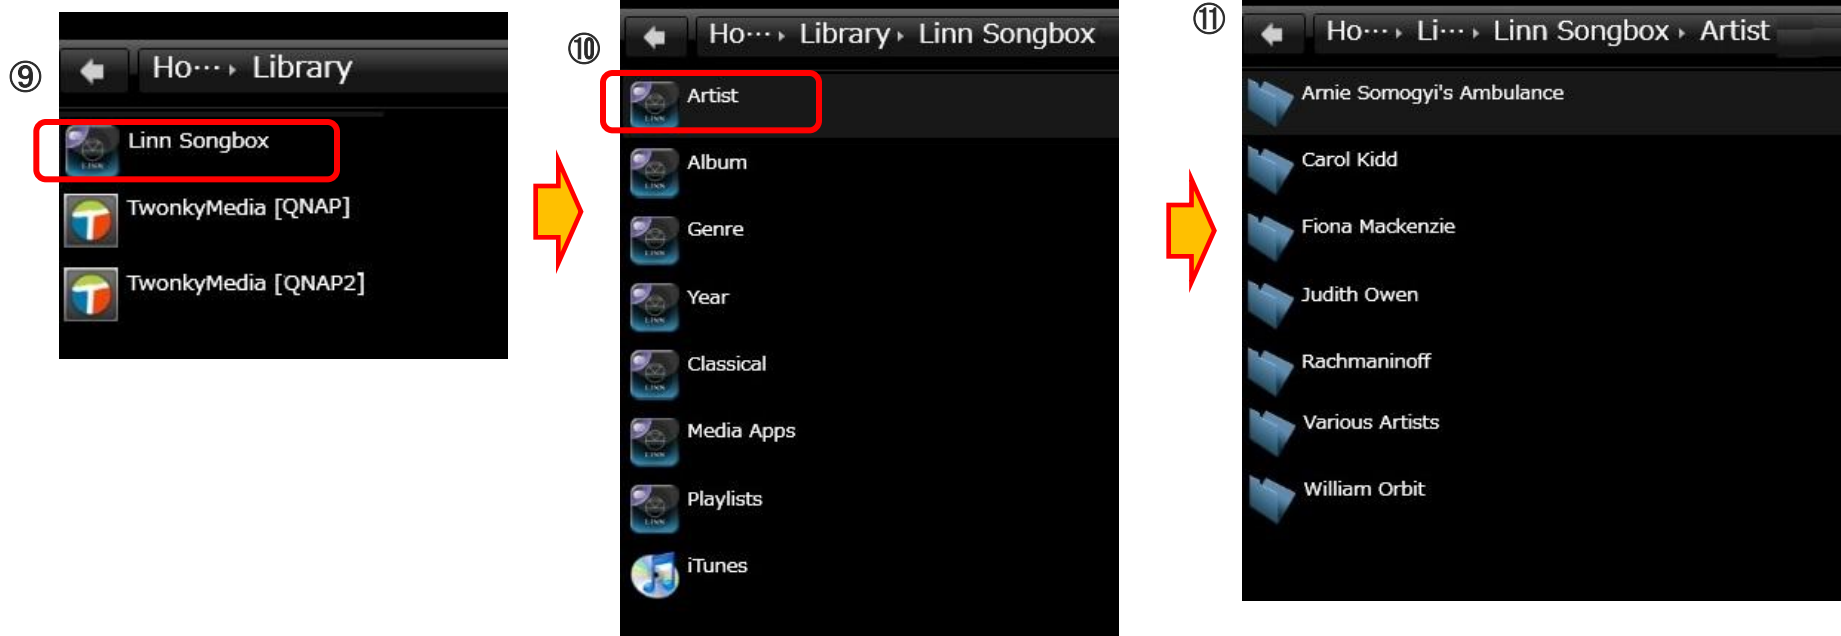 ⑨
Ho… › Library
Linn Songbox
TwonkyMedia [QNAP]
TwonkyMedia [QNAP2]
⑩
Ho… › Library › Linn Songbox
Artist
Album
Genre
Year
Classical
Media Apps
Playlists
iTunes
⑪
Ho… › Li… › Linn Songbox › Artist
Arnie Somogyi's Ambulance
Carol Kidd
Fiona Mackenzie
Judith Owen
Rachmaninoff
Various Artists
William Orbit